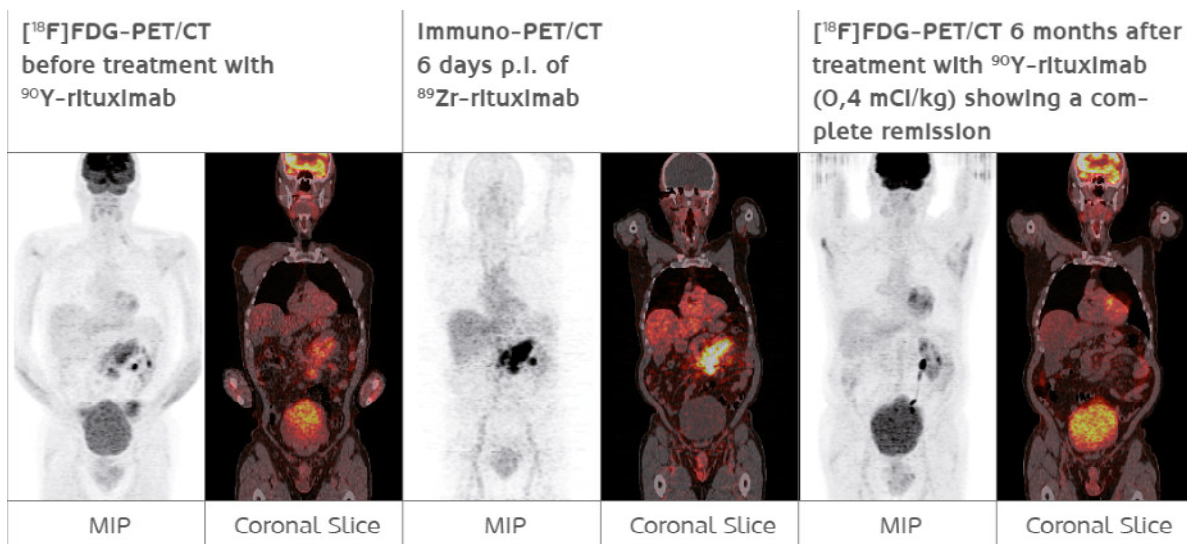 [¹⁸F]FDG-PET/CT
before treatment with
⁹⁰Y-rituximab
Immuno-PET/CT
6 days p.i. of
⁸⁹Zr-rituximab
[¹⁸F]FDG-PET/CT 6 months after
treatment with ⁹⁰Y-rituximab
(0,4 mCi/kg) showing a com-
plete remission
MIP
Coronal Slice
MIP
Coronal Slice
MIP
Coronal Slice